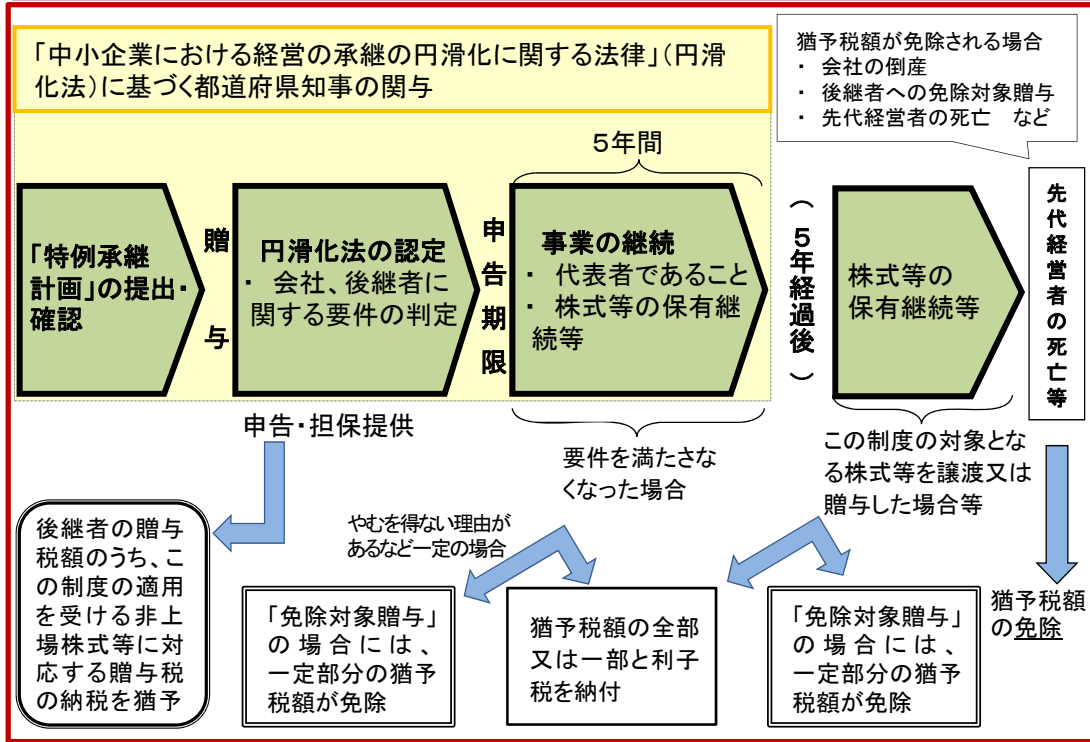 「中小企業における経営の承継の円滑化に関する法律」（円滑
化法）に基づく都道府県知事の関与
猶予税額が免除される場合
・ 会社の倒産
・ 後継者への免除対象贈与
・ 先代経営者の死亡　など
５年間
「特例承継
計画」の提出・
確認
贈与
円滑化法の認定
・ 会社、後継者に
関する要件の判定
申告期限
事業の継続
・ 代表者であること
・ 株式等の保有継
続等
（５年経過後）
株式等の
保有継続等
先代経営者の死亡等
申告・担保提供
要件を満たさな
くなった場合
この制度の対象とな
る株式等を譲渡又は
贈与した場合等
後継者の贈与
税額のうち、こ
の制度の適用
を受ける非上
場株式等に対
応する贈与税
の納税を猶予
やむを得ない理由が
あるなど一定の場合
「免除対象贈与」
の場合には、
一定部分の猶予
税額が免除
猶予税額の全部
又は一部と利子
税を納付
「免除対象贈与」
の場合には、
一定部分の猶予
税額が免除
猶予税額
の免除